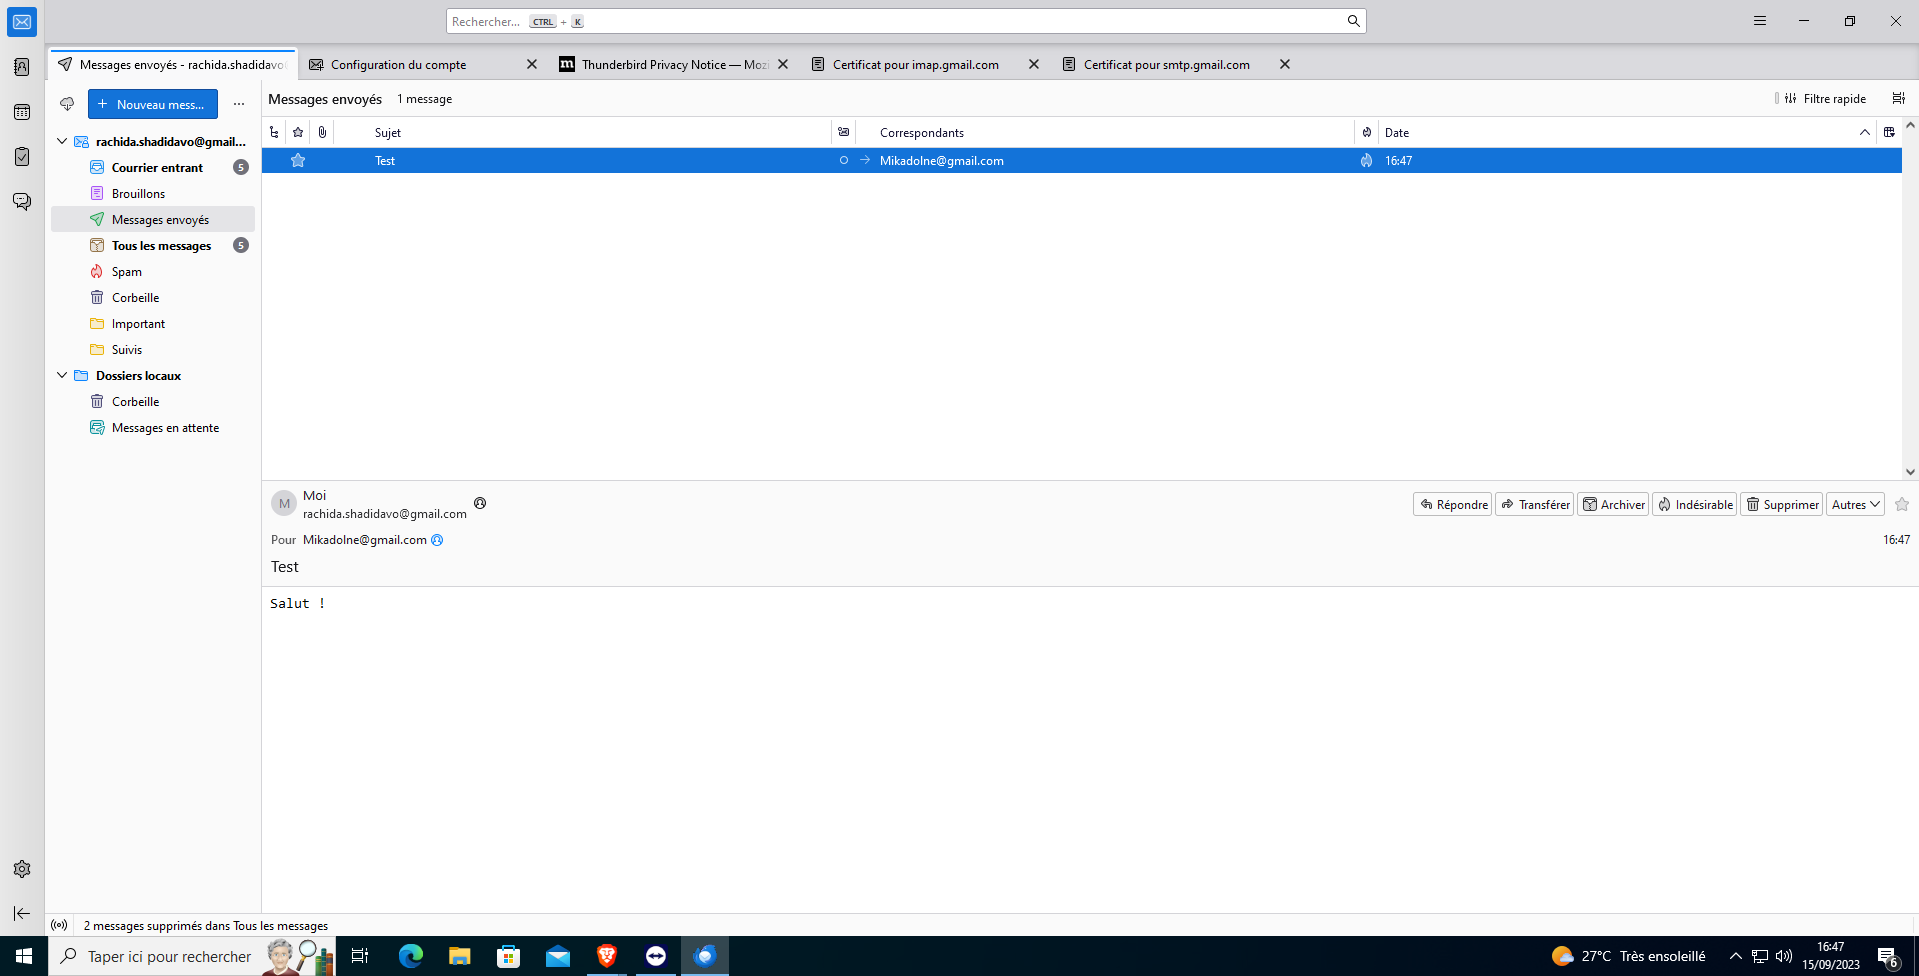 Rechercher... CTRL + K
Messages envoyés - rachida.shadidavo
Configuration du compte
Thunderbird Privacy Notice — Mozi
Certificat pour imap.gmail.com
Certificat pour smtp.gmail.com
+ Nouveau mess... ...
rachida.shadidavo@gmail...
Courrier entrant 5
Brouillons
Messages envoyés
Tous les messages 5
Spam
Corbeille
Important
Suivis
Dossiers locaux
Corbeille
Messages en attente
Messages envoyés 1 message
Filtre rapide
Sujet Correspondants Date
Test Mikadolne@gmail.com 16:47
M
Moi
rachida.shadidavo@gmail.com
Répondre Transférer Archiver Indésirable Supprimer Autres
Pour Mikadolne@gmail.com
16:47
Test
Salut !
2 messages supprimés dans Tous les messages
Taper ici pour rechercher
27°C Très ensoleillé
16:47
15/09/2023
6